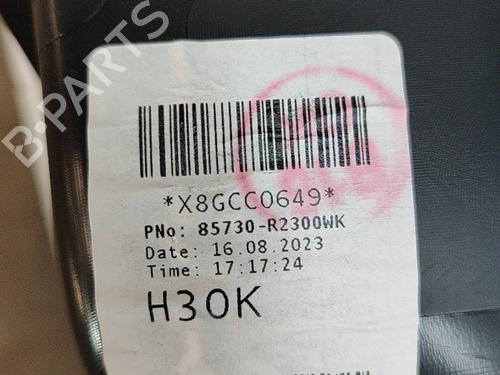 B-PARTS
*X8GCC0649*
PNo: 85730-R2300WK
Date: 16.08.2023
Time: 17:17:24
H30K